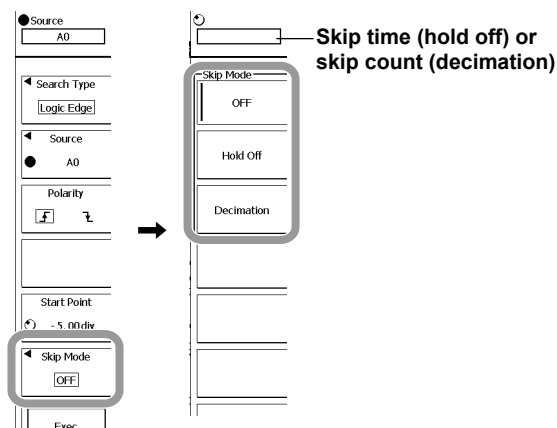 Source
A0
Search Type
Logic Edge
Source
A0
Polarity
Start Point
-5.00div
Skip Mode
OFF
Exec
Skip Mode
OFF
Hold Off
Decimation
Skip time (hold off) or
skip count (decimation)